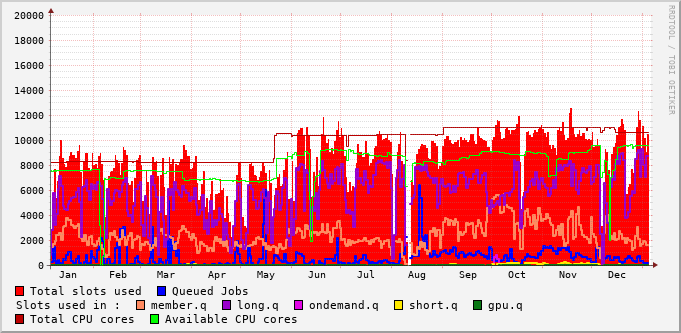 20000
18000
16000
14000
12000
10000
8000
6000
4000
2000
0
Jan Feb Mar Apr May Jun Jul Aug Sep Oct Nov Dec
Total slots used Queued Jobs
Slots used in : member.q long.q ondemand.q short.q gpu.q
Total CPU cores Available CPU cores
RRDTOOL / TOBI OETIKER